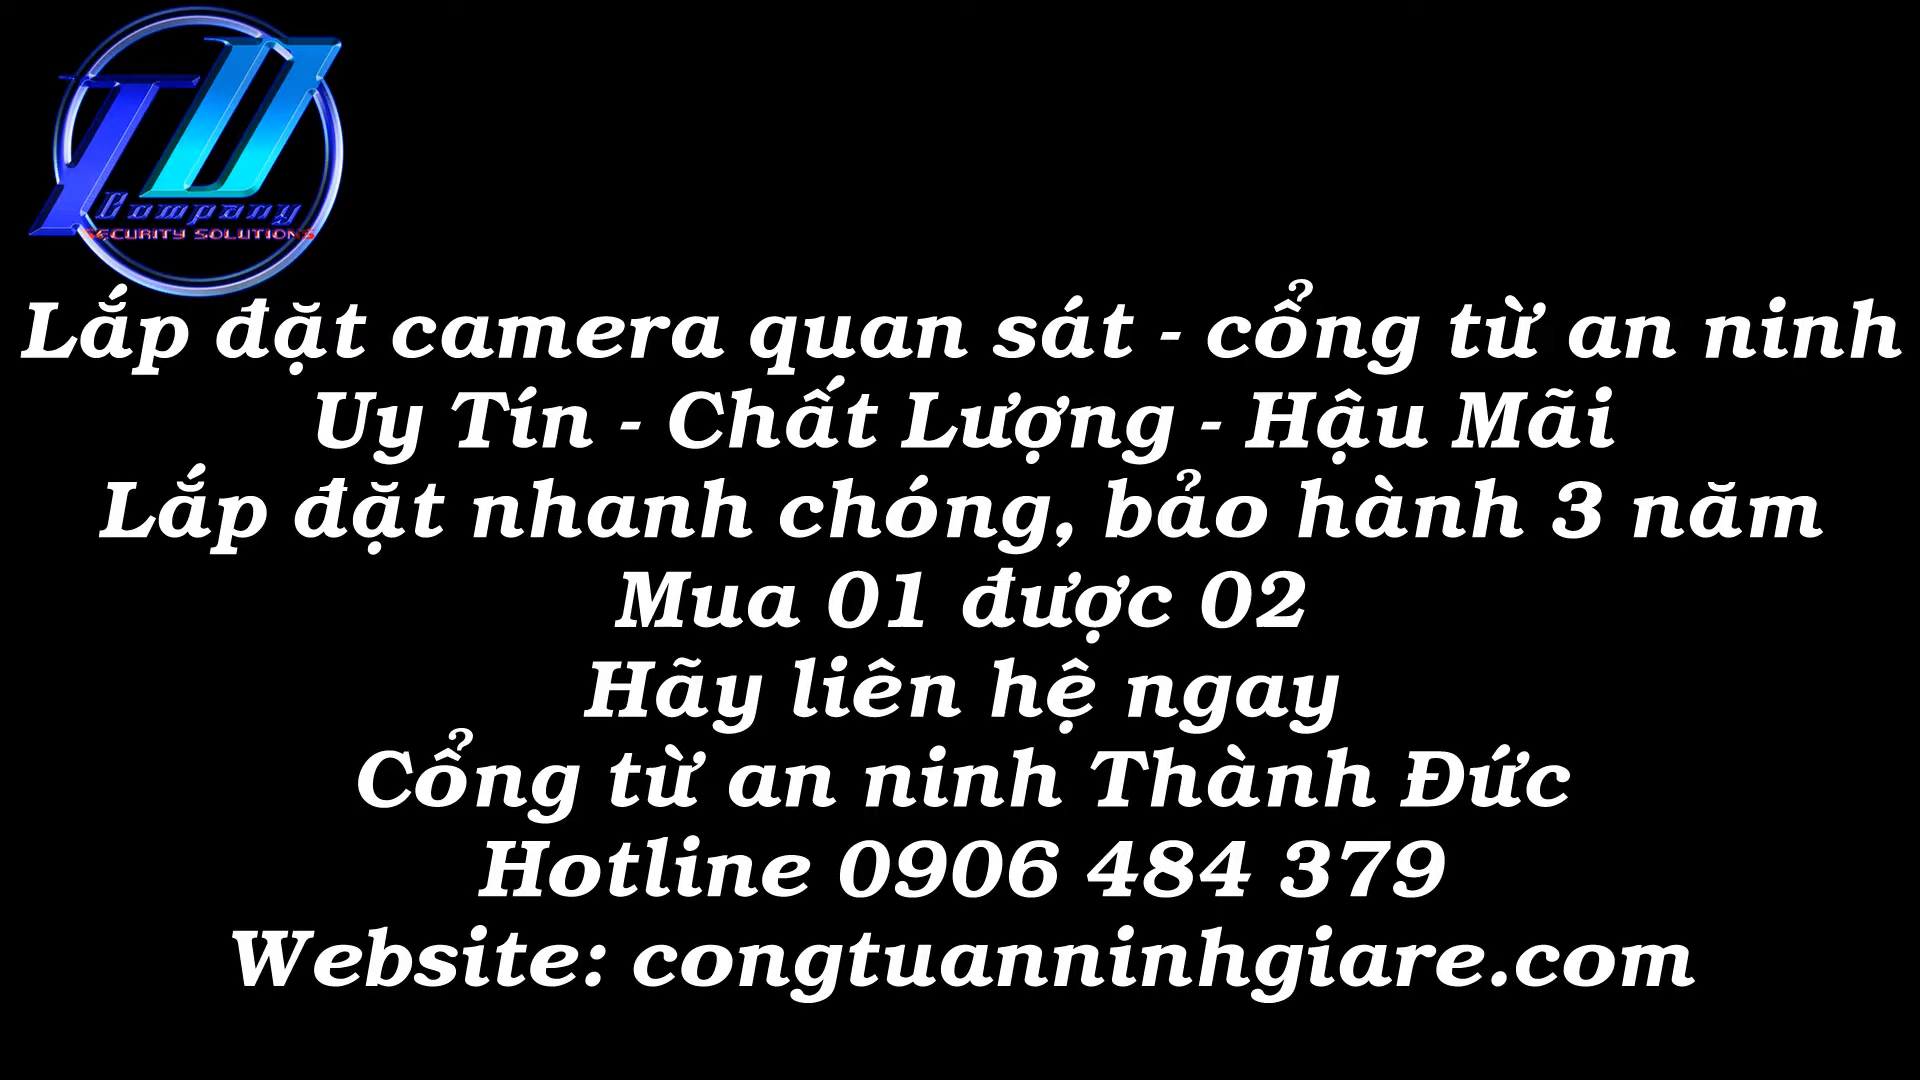 TU
Company
SECURITY SOLUTIONS
Lắp đặt camera quan sát - cổng từ an ninh
Uy Tín - Chất Lượng - Hậu Mãi
Lắp đặt nhanh chóng, bảo hành 3 năm
Mua 01 được 02
Hãy liên hệ ngay
Cổng từ an ninh Thành Đức
Hotline 0906 484 379
Website: congtuanninhgiare.com